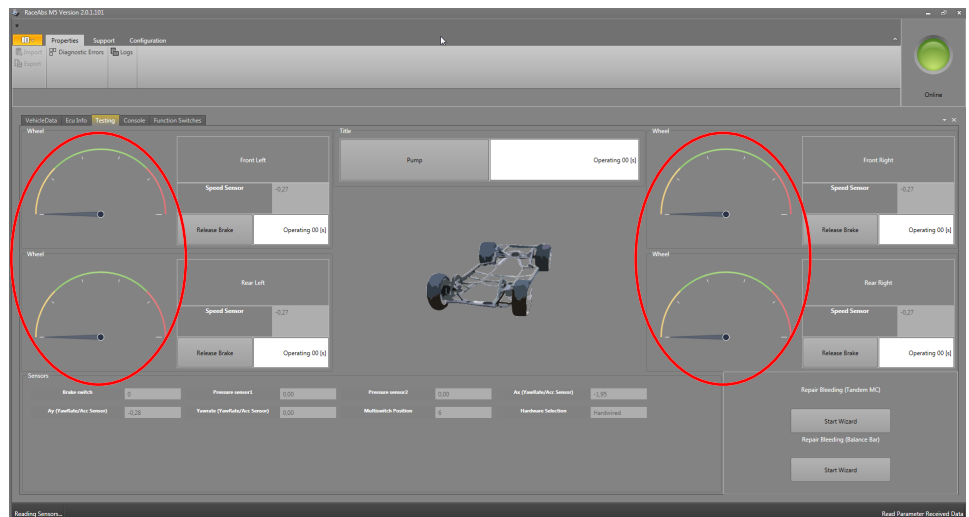 RaceAbs M5 Version 2.0.1.101
Properties Support Configuration
Import Diagnostic Errors Logs
Export
Online
VehicleData Ecu Info Testing Console Function Switches
Wheel
Front Left
Speed Sensor -0,27
Release Brake Operating 00 [s]
Wheel
Rear Left
Speed Sensor -0,27
Release Brake Operating 00 [s]
Title
Pump Operating 00 [s]
Wheel
Front Right
Speed Sensor -0,27
Release Brake Operating 00 [s]
Wheel
Rear Right
Speed Sensor -0,27
Release Brake Operating 00 [s]
Sensors
Brake switch 0 Pressure sensor1 0,00 Pressure sensor2 0,00 Ax (YawRate/Acc Sensor) -1,95
Ay (YawRate/Acc Sensor) -0,28 Yawrate (YawRate/Acc Sensor) 0,00 Multiswitch Position 6 Hardware Selection Hardwired
Repair Bleeding (Tandem MC)
Start Wizard
Repair Bleeding (Balance Bar)
Start Wizard
Reading Sensors... Read Parameter Received Data